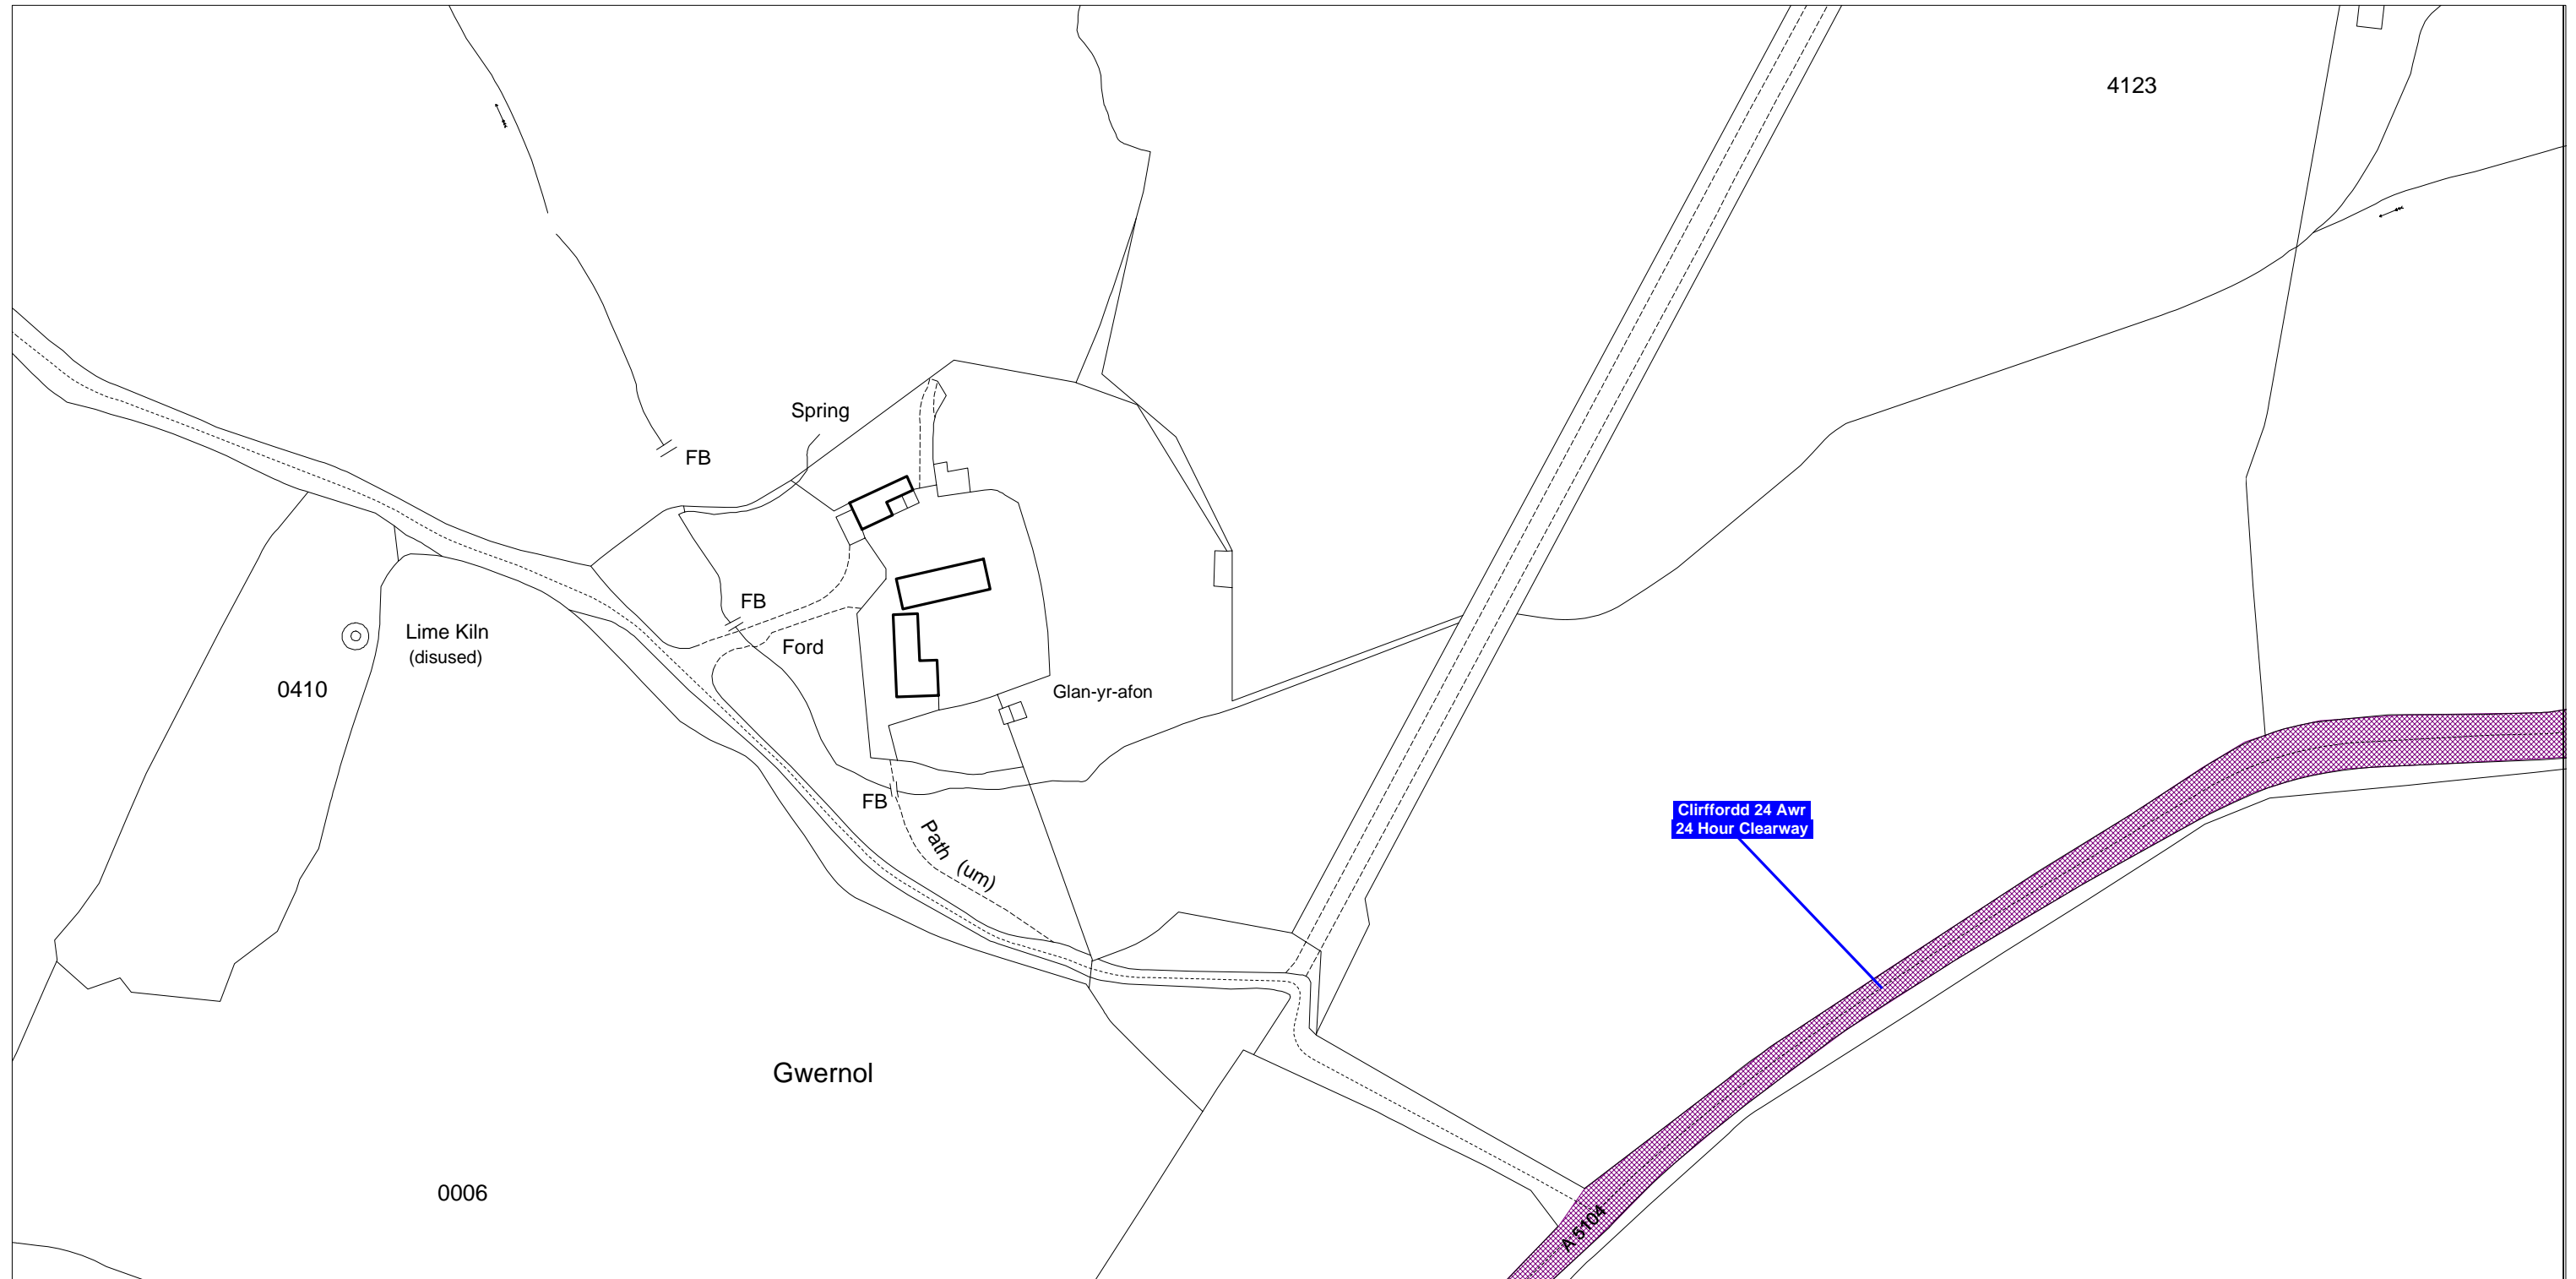 4123
Spring
FB
FB
Lime Kiln
(disused)
Ford
0410
Glan-yr-afon
FB
Path (um)
Clirffordd 24 Awr
24 Hour Clearway
Gwernol
0006
A 5104